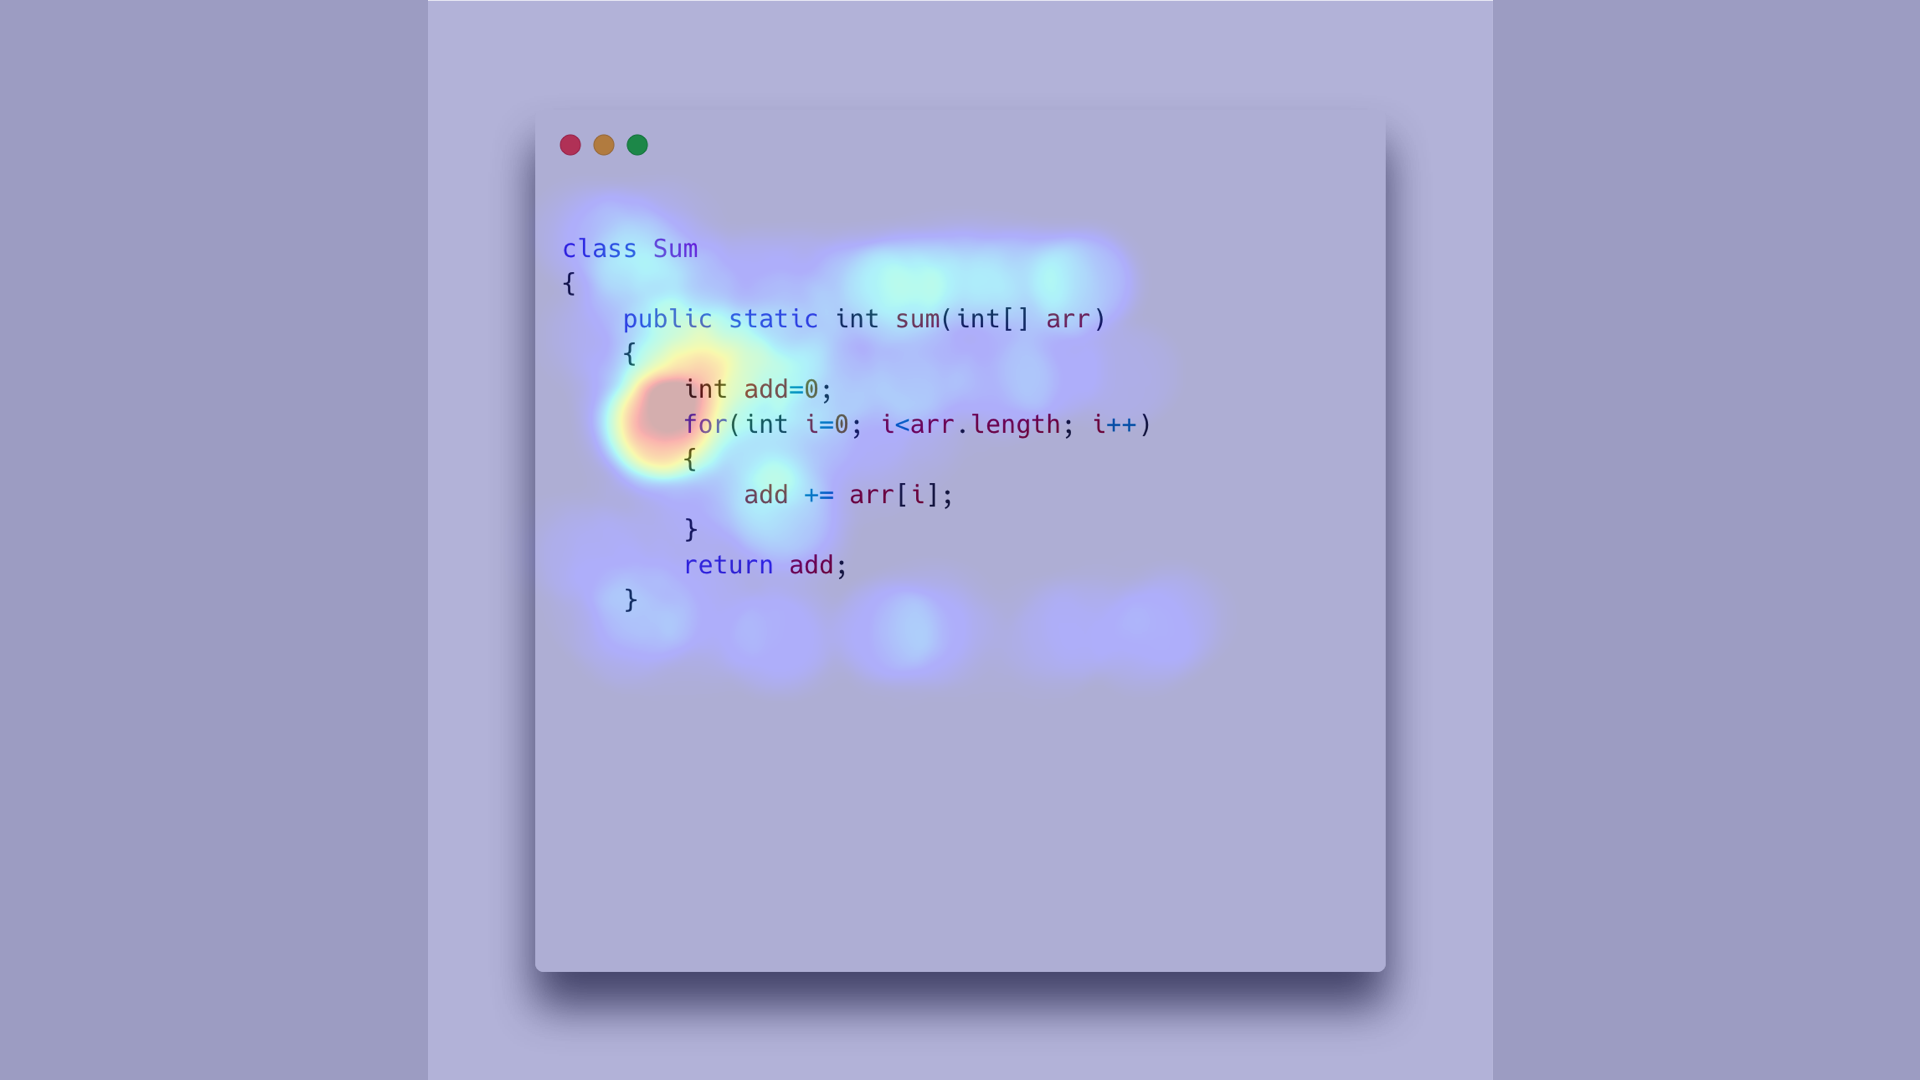 class Sum
{
    public static int sum(int[] arr)
    {
        int add=0;
        for(int i=0; i<arr.length; i++)
        {
            add += arr[i];
        }
        return add;
    }